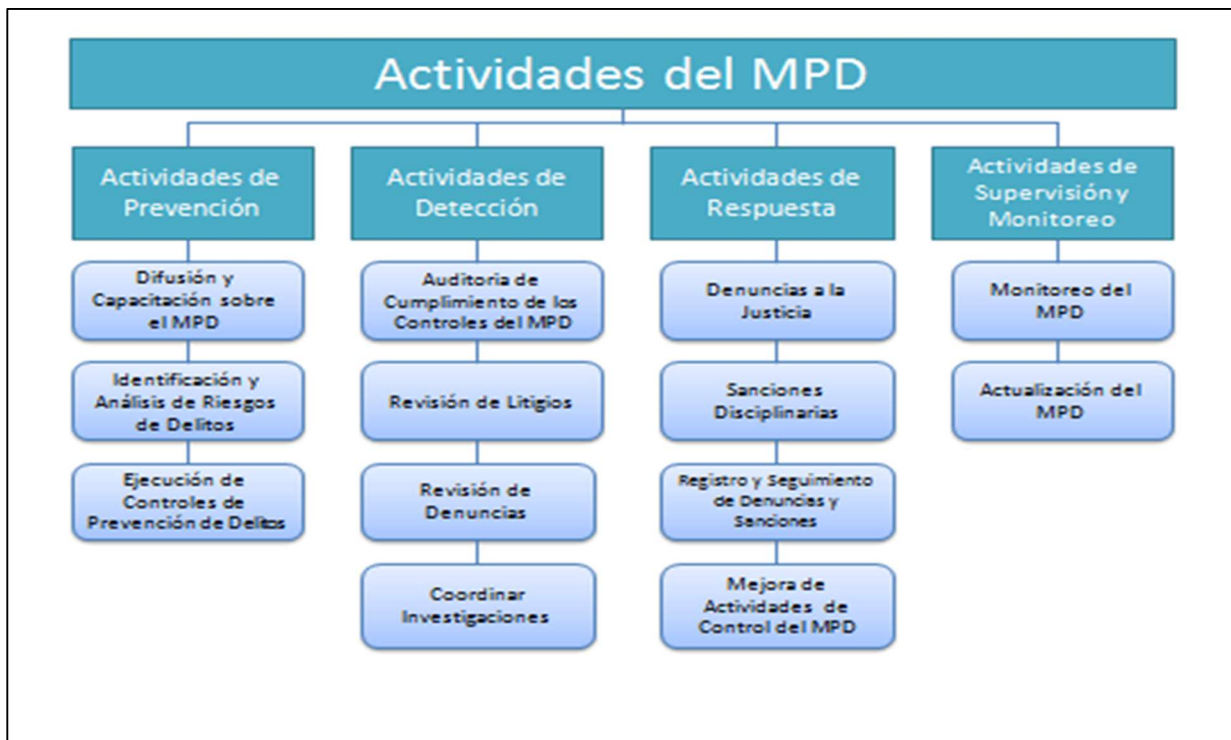 Actividades del MPD
Actividades de
Prevención
Difusión y
Capacitación sobre
el MPD
Identificación y
Análisis de Riesgos
de Delitos
Ejecución de
Controles de
Prevención de Delitos
Actividades de
Detección
Auditoria de
Cumplimiento de los
Controles del MPD
Revisión de Litigios
Revisión de
Denuncias
Coordinar
Investigaciones
Actividades de
Respuesta
Denuncias a la
Justicia
Sanciones
Disciplinarias
Registro y Seguimiento
de Denuncias y
Sanciones
Mejora de
Actividades de
Control del MPD
Actividades de
Supervisión y
Monitoreo
Monitoreo del
MPD
Actualización del
MPD